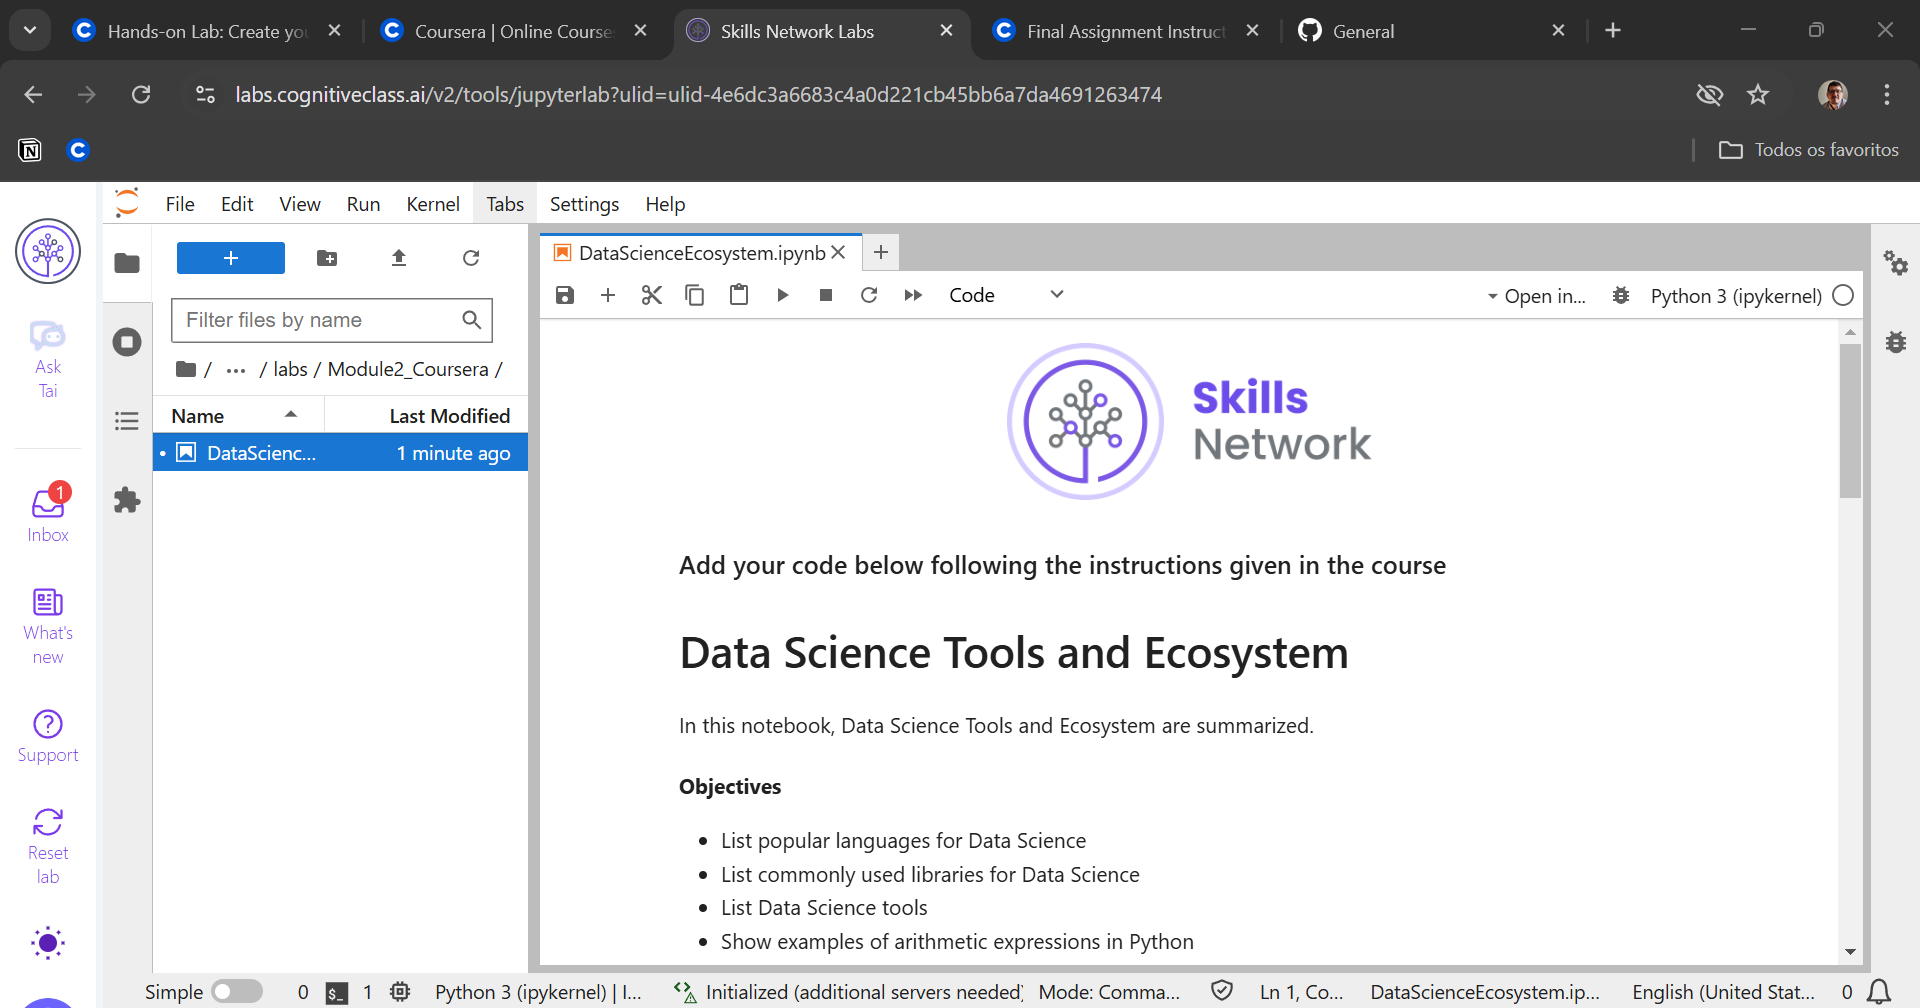 Hands-on Lab: Create you
Coursera | Online Course
Skills Network Labs
Final Assignment Instruct
General
labs.cognitiveclass.ai/v2/tools/jupyterlab?ulid=ulid-4e6dc3a6683c4a0d221cb45bb6a7da4691263474
Todos os favoritos
File Edit View Run Kernel Tabs Settings Help
Ask
Tai
1
Inbox
What's
new
Support
Reset
lab
+
Filter files by name
/ ... / labs / Module2_Coursera /
Name Last Modified
DataScienc... 1 minute ago
DataScienceEcosystem.ipynb
Code
Open in... Python 3 (ipykernel)
Skills
Network
Add your code below following the instructions given in the course
Data Science Tools and Ecosystem
In this notebook, Data Science Tools and Ecosystem are summarized.
Objectives
• List popular languages for Data Science
• List commonly used libraries for Data Science
• List Data Science tools
• Show examples of arithmetic expressions in Python
Simple 0 $_ 1 Python 3 (ipykernel) | I... Initialized (additional servers needed) Mode: Comma... Ln 1, Co... DataScienceEcosystem.ip... English (United Stat... 0